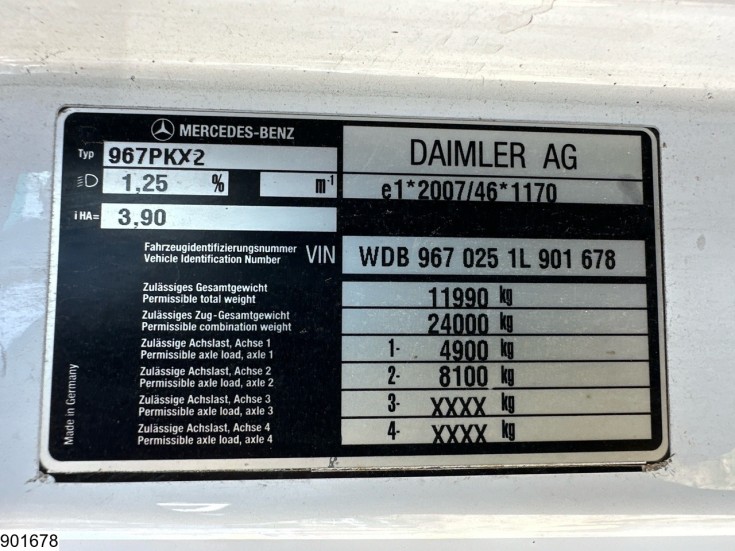 MERCEDES-BENZ
Typ 967PKX2
DAIMLER AG
1,25 % m-1
e1*2007/46*1170
i HA= 3,90
Fahrzeugidentifizierungsnummer
Vehicle Identification Number VIN WDB 967 025 1L 901 678
Zulässiges Gesamtgewicht
Permissible total weight 11990 kg
Zulässiges Zug-Gesamtgewicht
Permissible combination weight 24000 kg
Zulässige Achslast, Achse 1
Permissible axle load, axle 1 1- 4900 kg
Zulässige Achslast, Achse 2
Permissible axle load, axle 2 2- 8100 kg
Zulässige Achslast, Achse 3
Permissible axle load, axle 3 3- XXXX kg
Zulässige Achslast, Achse 4
Permissible axle load, axle 4 4- XXXX kg
Made in Germany
901678